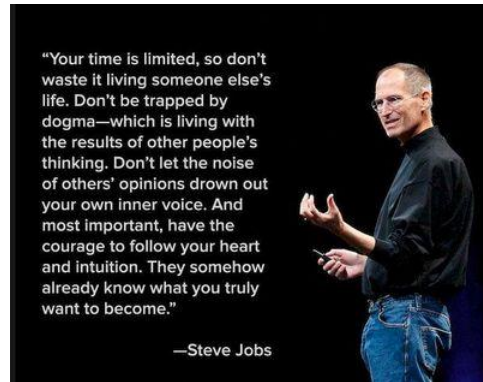 “Your time is limited, so don’t
waste it living someone else’s
life. Don’t be trapped by
dogma—which is living with
the results of other people’s
thinking. Don’t let the noise
of others’ opinions drown out
your own inner voice. And
most important, have the
courage to follow your heart
and intuition. They somehow
already know what you truly
want to become.”
—Steve Jobs